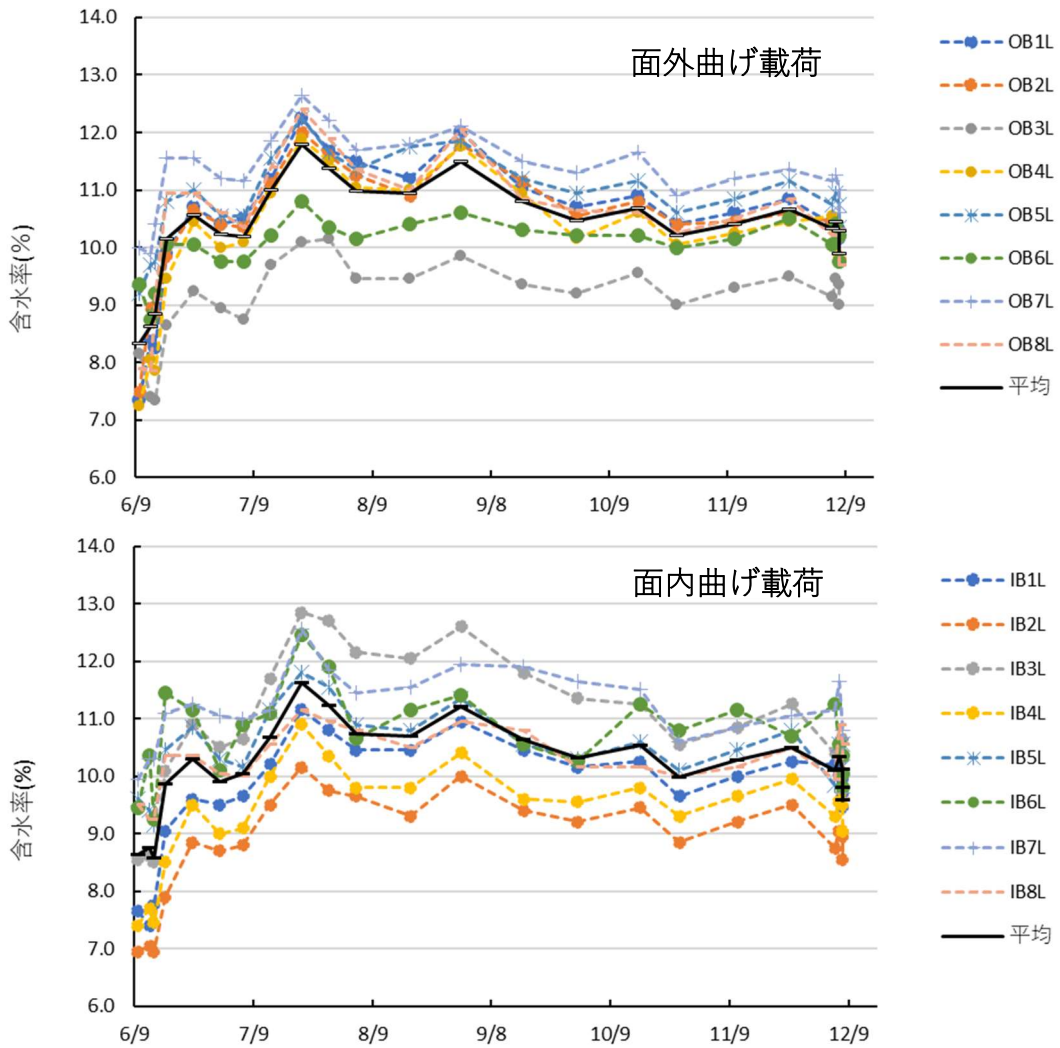 14.0
13.0
12.0
11.0
10.0
9.0
8.0
7.0
6.0
含水率(%)
面外曲げ載荷
6/9
7/9
8/9
9/8
10/9
11/9
12/9
OB1L
OB2L
OB3L
OB4L
OB5L
OB6L
OB7L
OB8L
平均
14.0
13.0
12.0
11.0
10.0
9.0
8.0
7.0
6.0
含水率(%)
面内曲げ載荷
6/9
7/9
8/9
9/8
10/9
11/9
12/9
IB1L
IB2L
IB3L
IB4L
IB5L
IB6L
IB7L
IB8L
平均